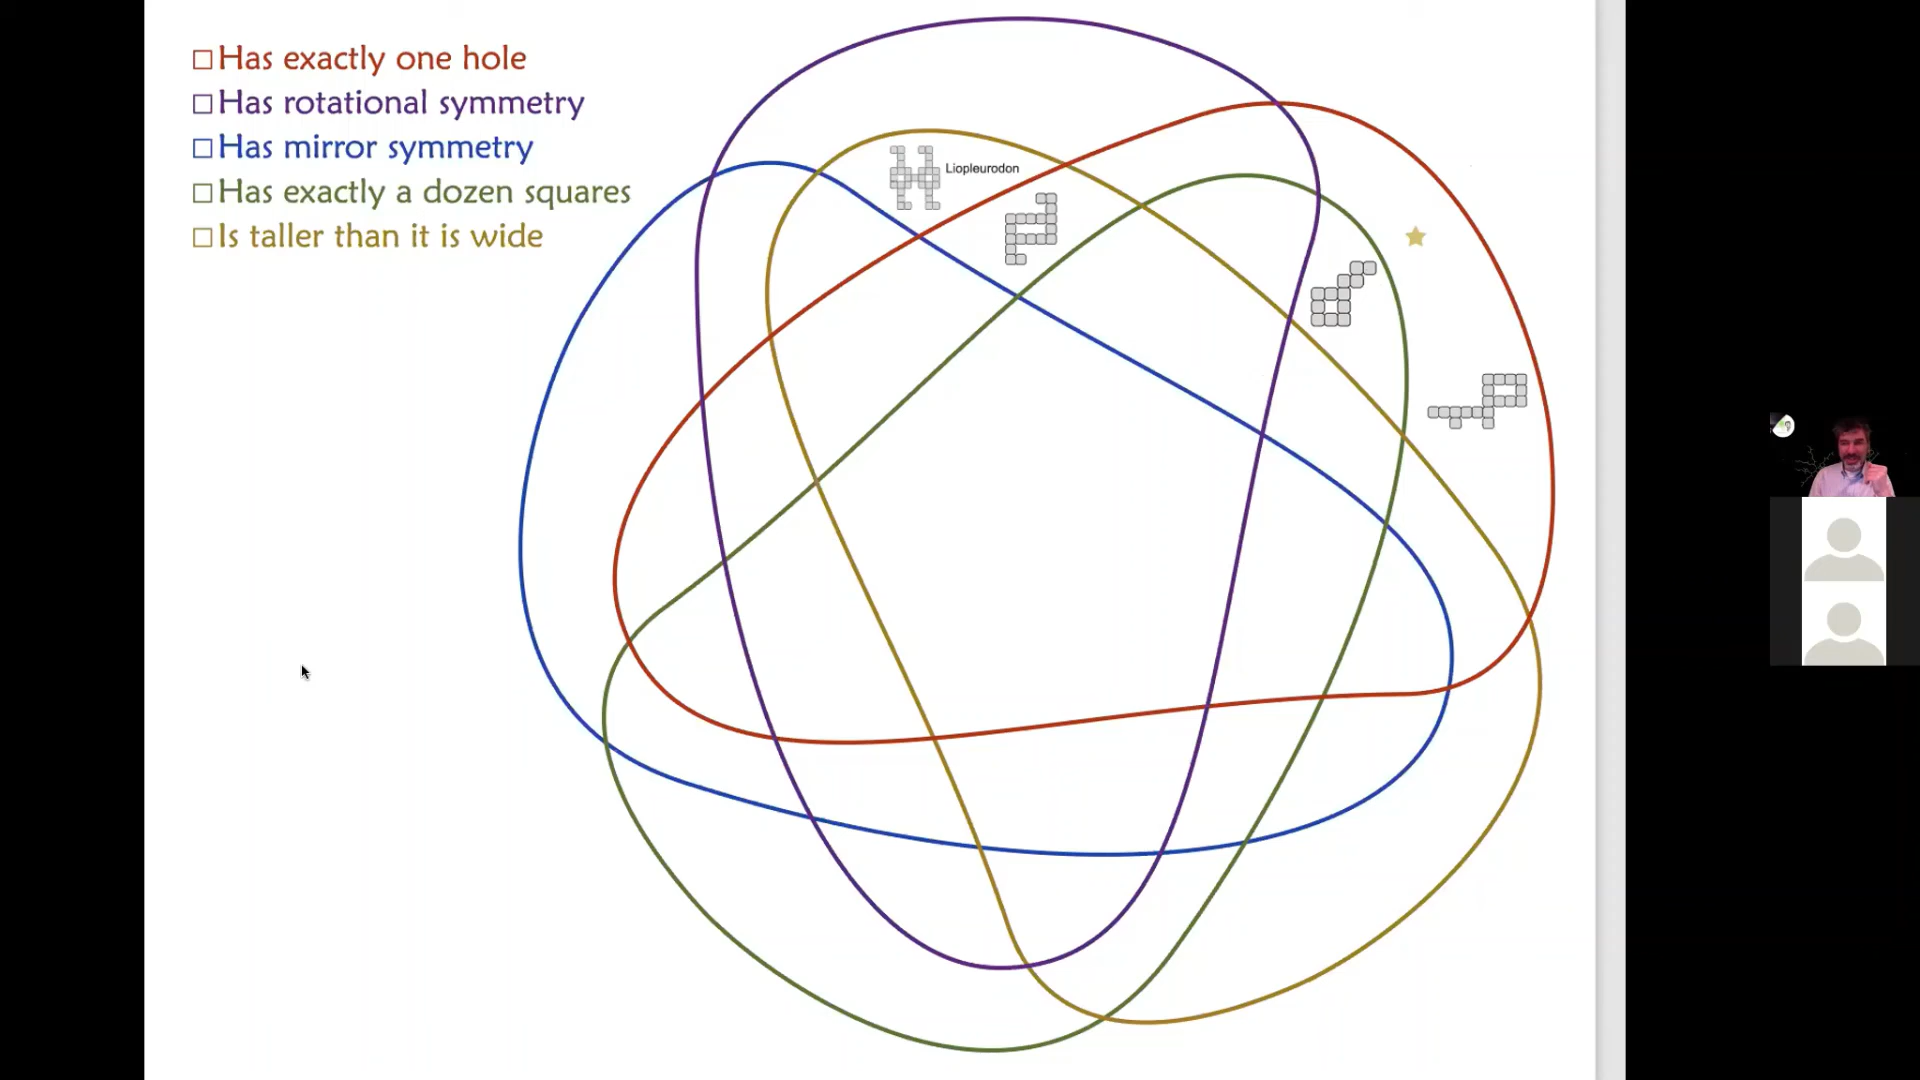 Has exactly one hole
Has rotational symmetry
Has mirror symmetry
Has exactly a dozen squares
Is taller than it is wide
Liopleurodon